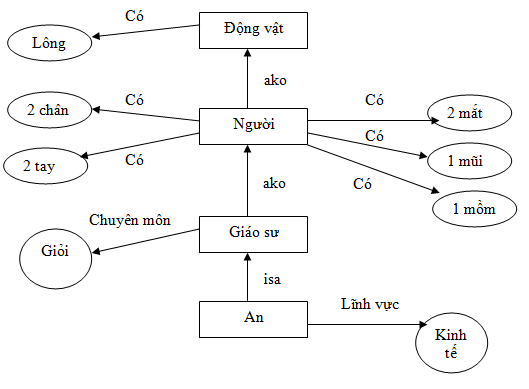 Có
Động vật
Lông
ako
2 chân
Có
Người
Có
2 mắt
Có
1 mũi
2 tay
Có
ako
Có
1 mồm
Chuyên môn
Giáo sư
Giỏi
isa
An
Lĩnh vực
Kinh
tế